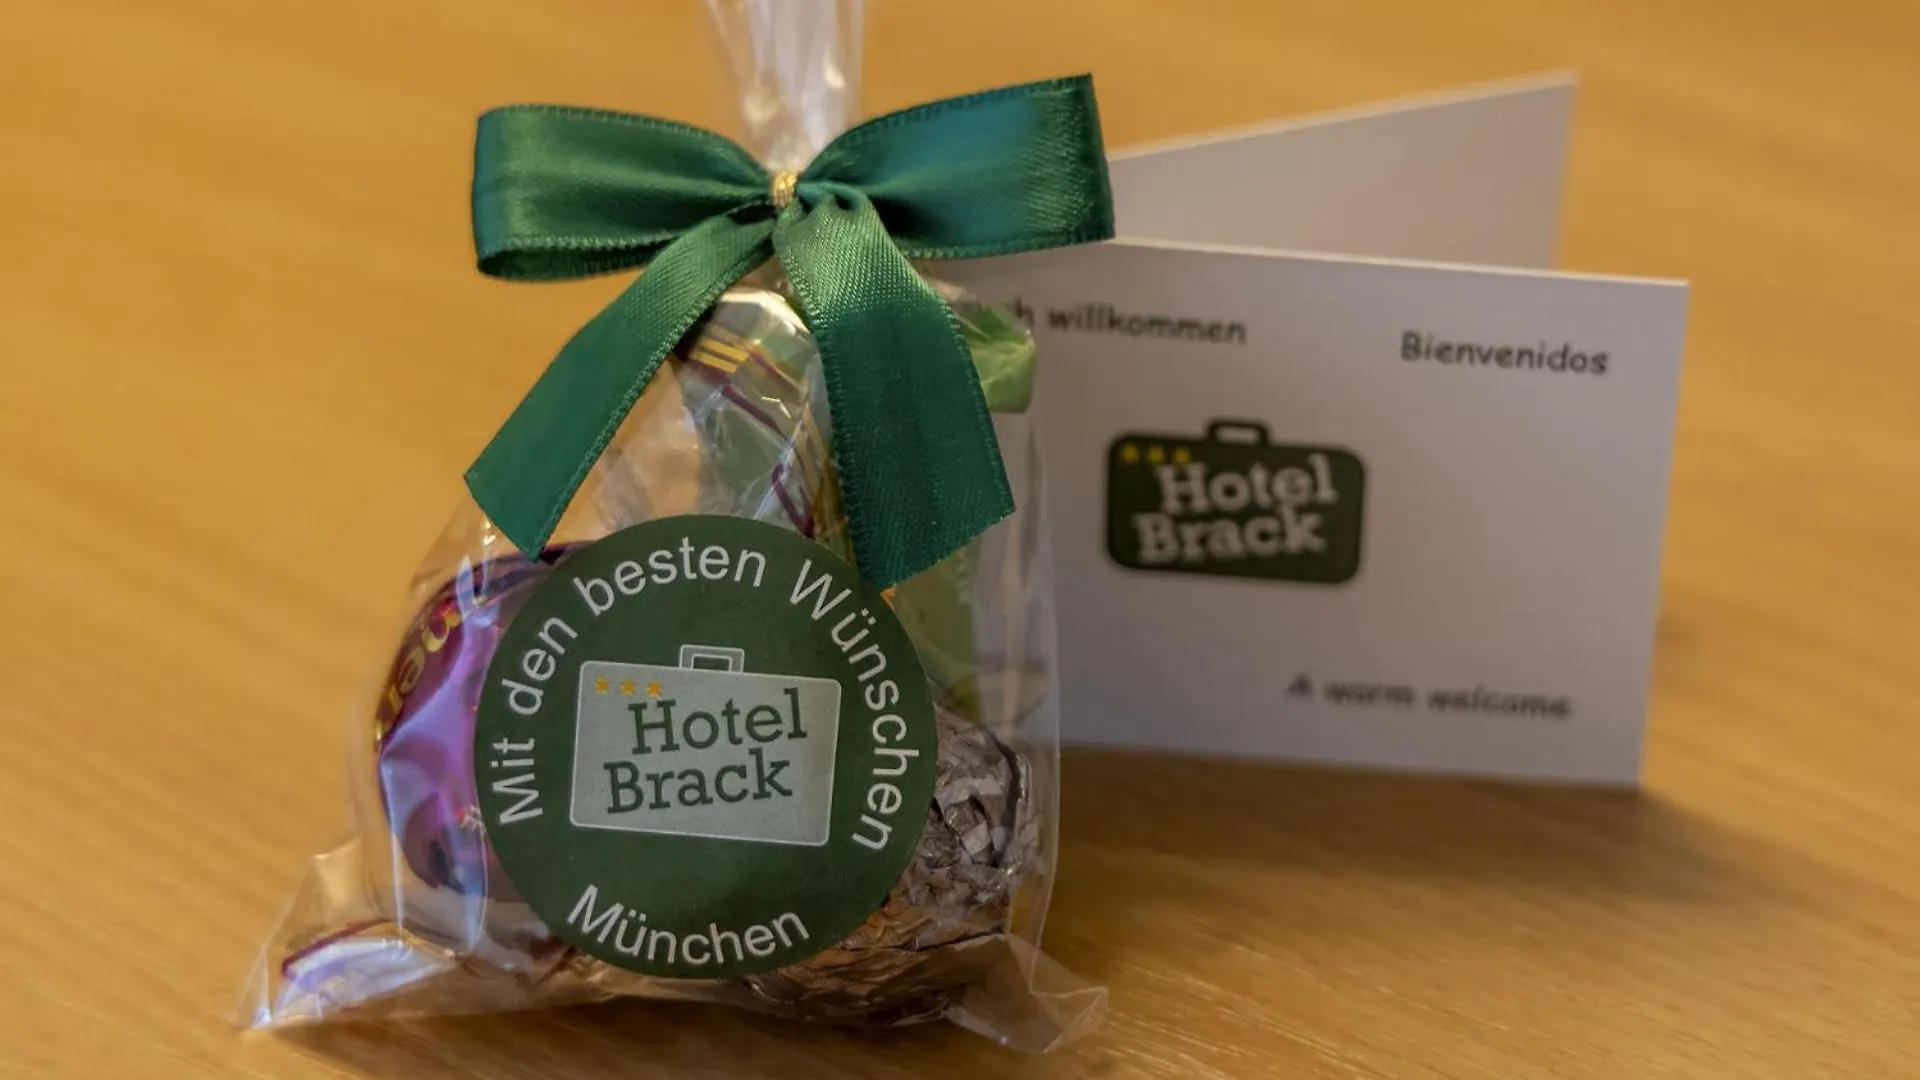 Mit den besten Wünschen
Hotel
Brack
München
willkommen
Bienvenidos
Hotel
Brack
A warm welcome